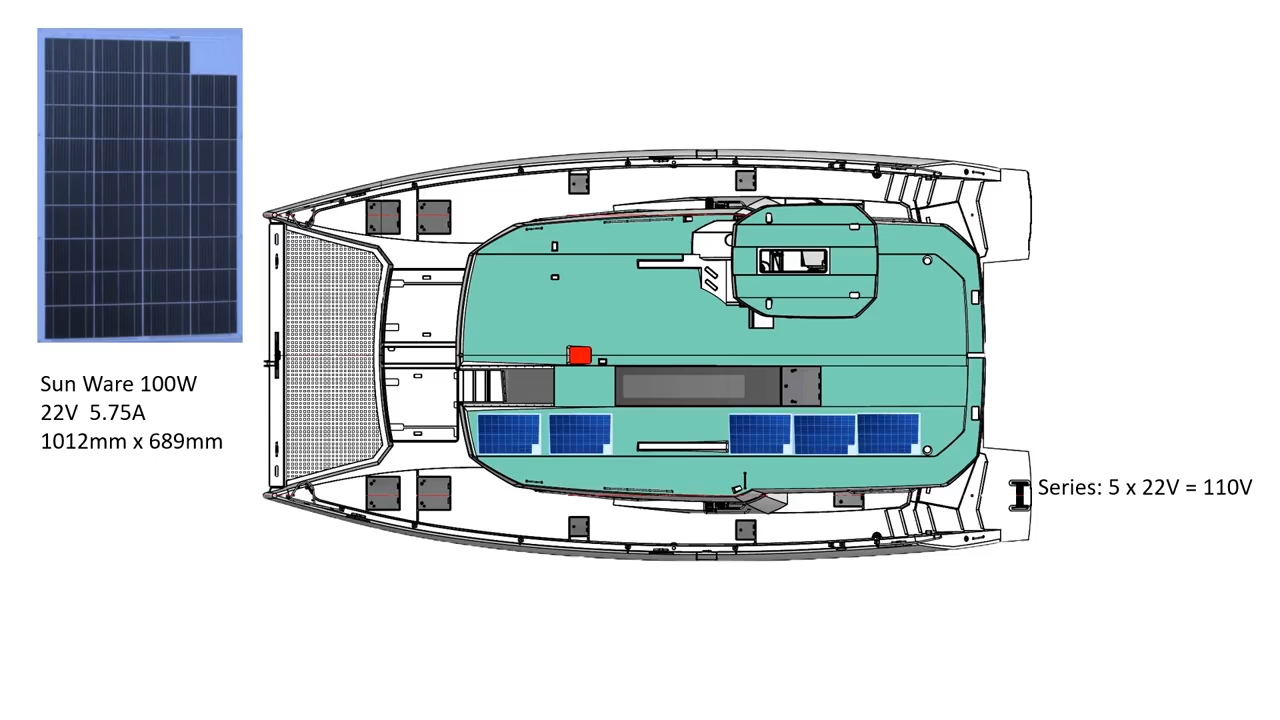 Sun Ware 100W
22V  5.75A
1012mm x 689mm
Series: 5 x 22V = 110V